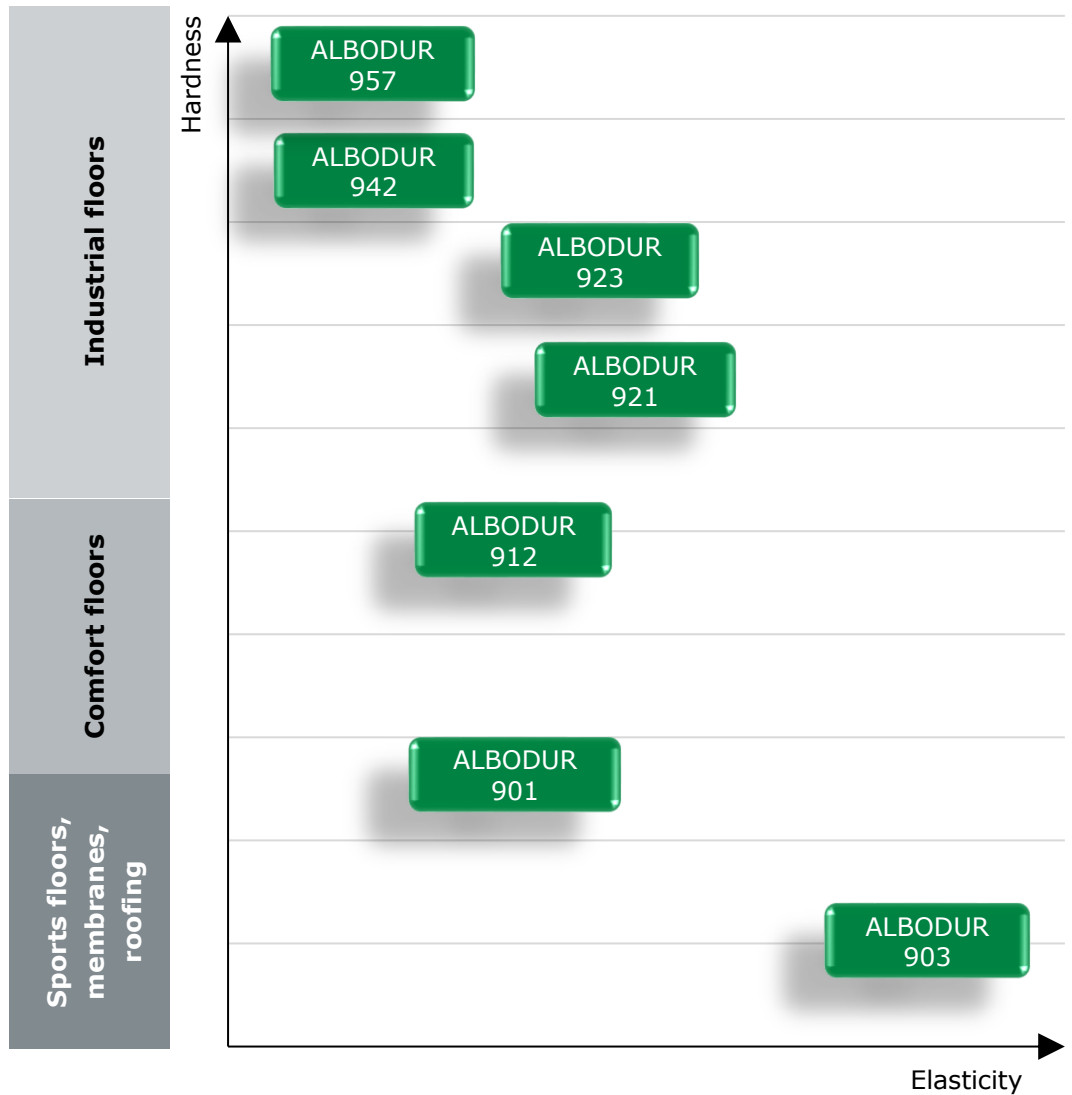 Hardness
Industrial floors
Comfort floors
Sports floors,
membranes,
roofing
ALBODUR
957
ALBODUR
942
ALBODUR
923
ALBODUR
921
ALBODUR
912
ALBODUR
901
ALBODUR
903
Elasticity